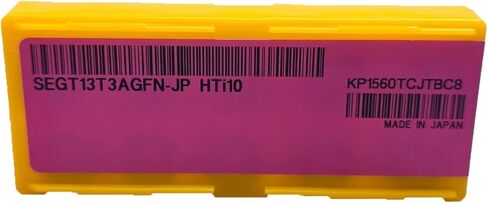 SEGT13T3AGFN-JP HTi10
KP1560TCJTBC8
MADE IN JAPAN